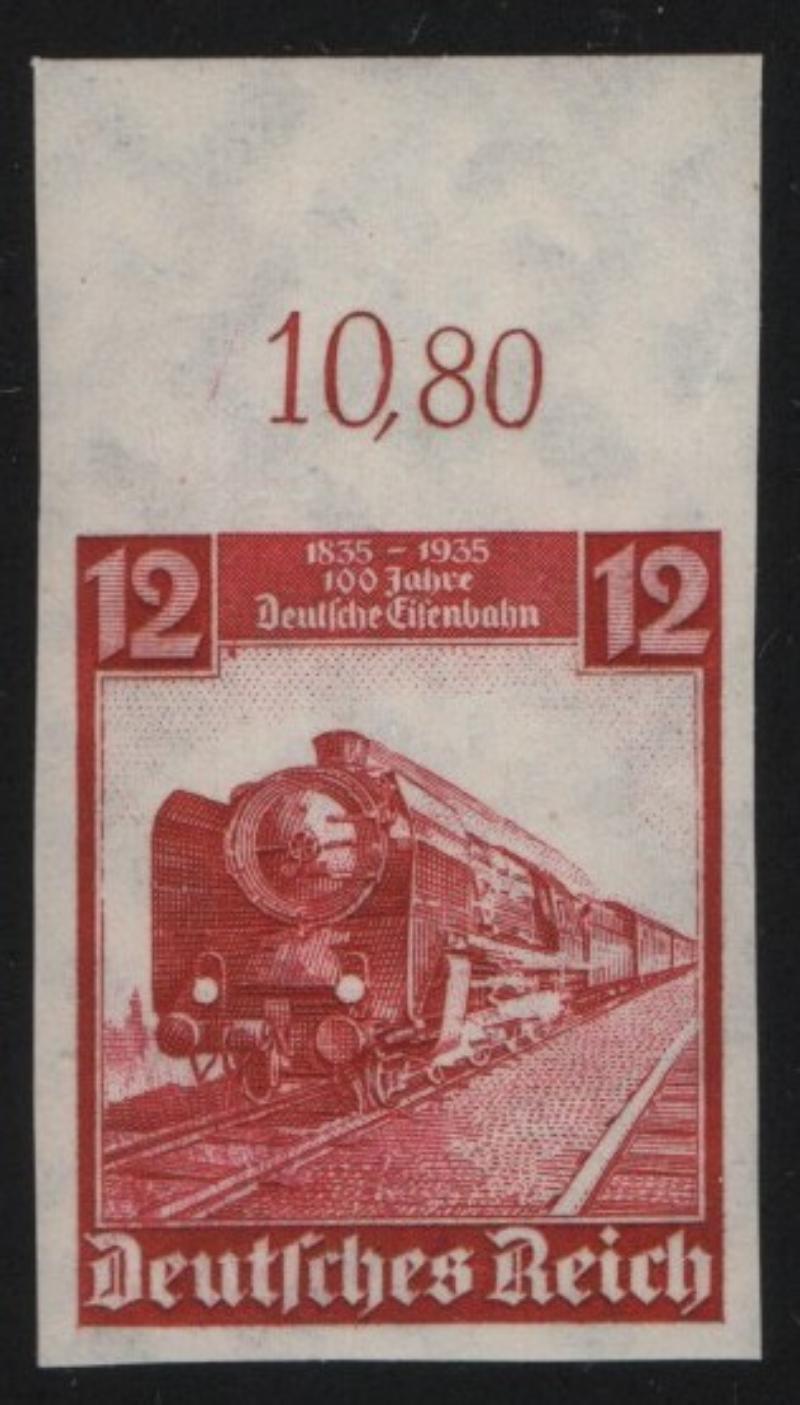 10,80
12 12
1835 – 1935
100 Jahre
Deutſche Eiſenbahn
Deutſches Reich